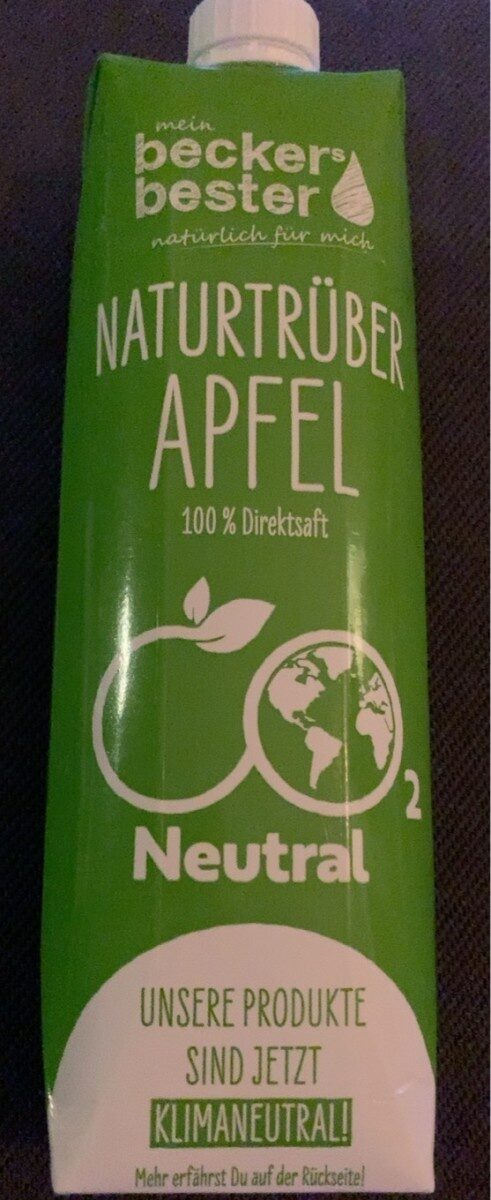 mein
beckers
bester
natürlich für mich
NATURTRÜBER
APFEL
100 % Direktsaft
CO2
Neutral
UNSERE PRODUKTE
SIND JETZT
KLIMANEUTRAL!
Mehr erfährst Du auf der Rückseite!